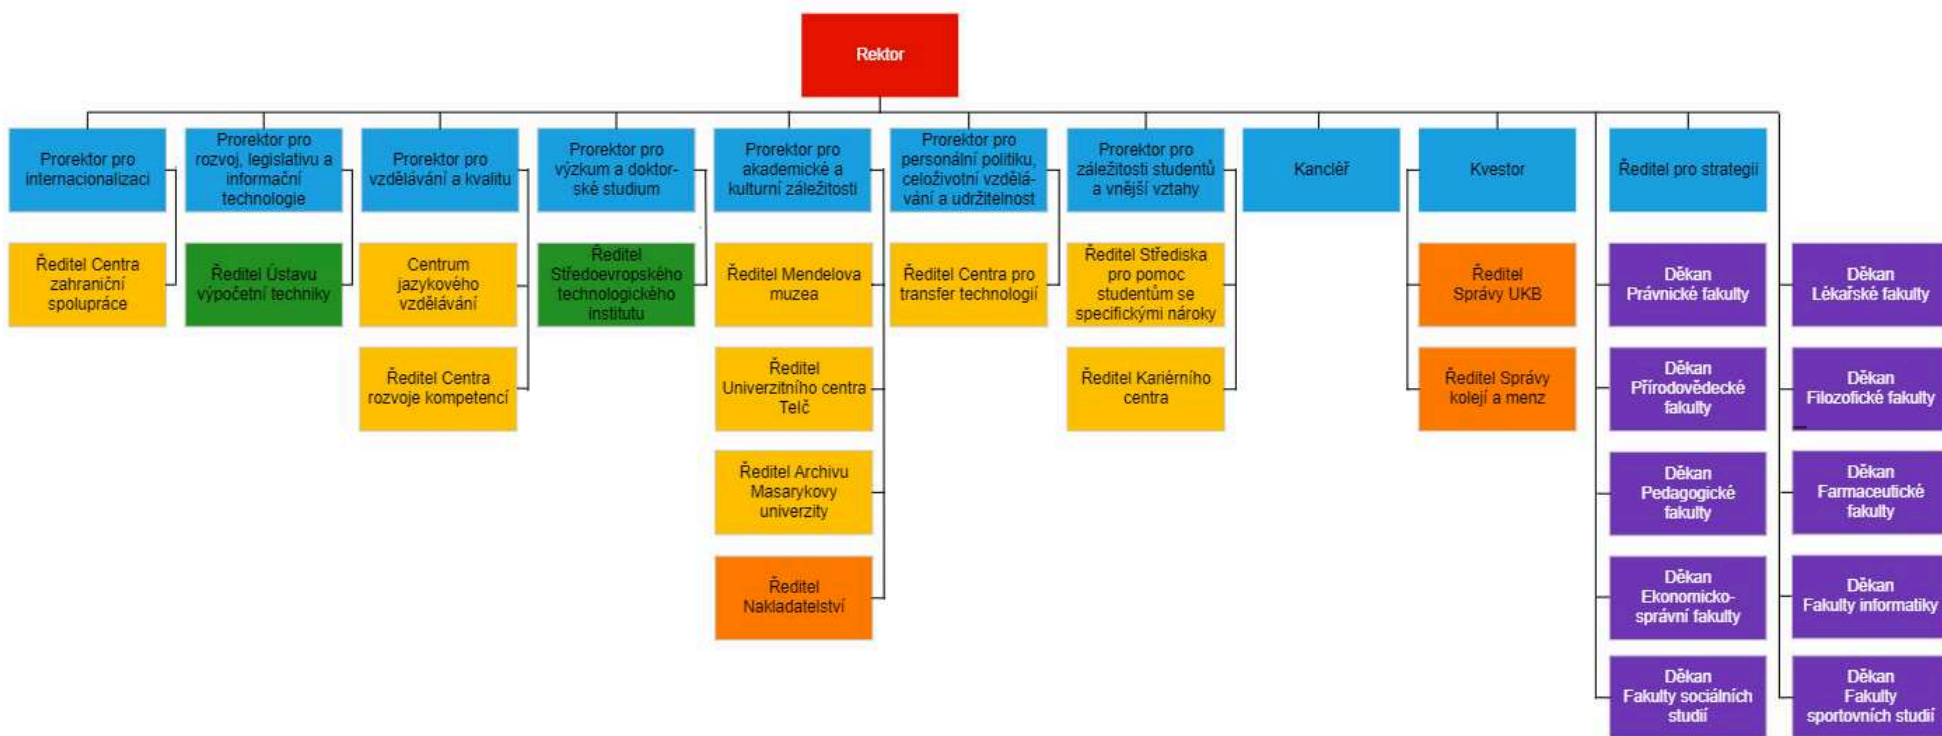 Rektor
Prorektor pro
internacionalizaci
Prorektor pro
rozvoj, legislativu a
informační
technologie
Prorektor pro
vzdělávání a kvalitu
Prorektor pro
výzkum a doktor-
ské studium
Prorektor pro
akademické a
kulturní záležitosti
Prorektor pro
personální politiku,
celoživotní vzdělá-
vání a udržitelnost
Prorektor pro
záležitosti studentů
a vnější vztahy
Kancléř
Kvestor
Ředitel pro strategii
Ředitel Centra
zahraniční
spolupráce
Ředitel Ústavu
výpočetní techniky
Centrum
jazykového
vzdělávání
Ředitel
Středoevropského
technologického
institutu
Ředitel Mendelova
muzea
Ředitel Centra pro
transfer technologií
Ředitel Střediska
pro pomoc
studentům se
specifickými nároky
Ředitel
Správy UKB
Děkan
Právnické fakulty
Děkan
Lékařské fakulty
Ředitel Centra
rozvoje kompetencí
Ředitel
Univerzitního centra
Telč
Ředitel Kariérního
centra
Ředitel Správy
kolejí a menz
Děkan
Přírodovědecké
fakulty
Děkan
Filozofické fakulty
Ředitel Archivu
Masarykovy
univerzity
Děkan
Pedagogické
fakulty
Děkan
Farmaceutické
fakulty
Ředitel
Nakladatelství
Děkan
Ekonomicko-
správní fakulty
Děkan
Fakulty informatiky
Děkan
Fakulty sociálních
studií
Děkan
Fakulty
sportovních studií